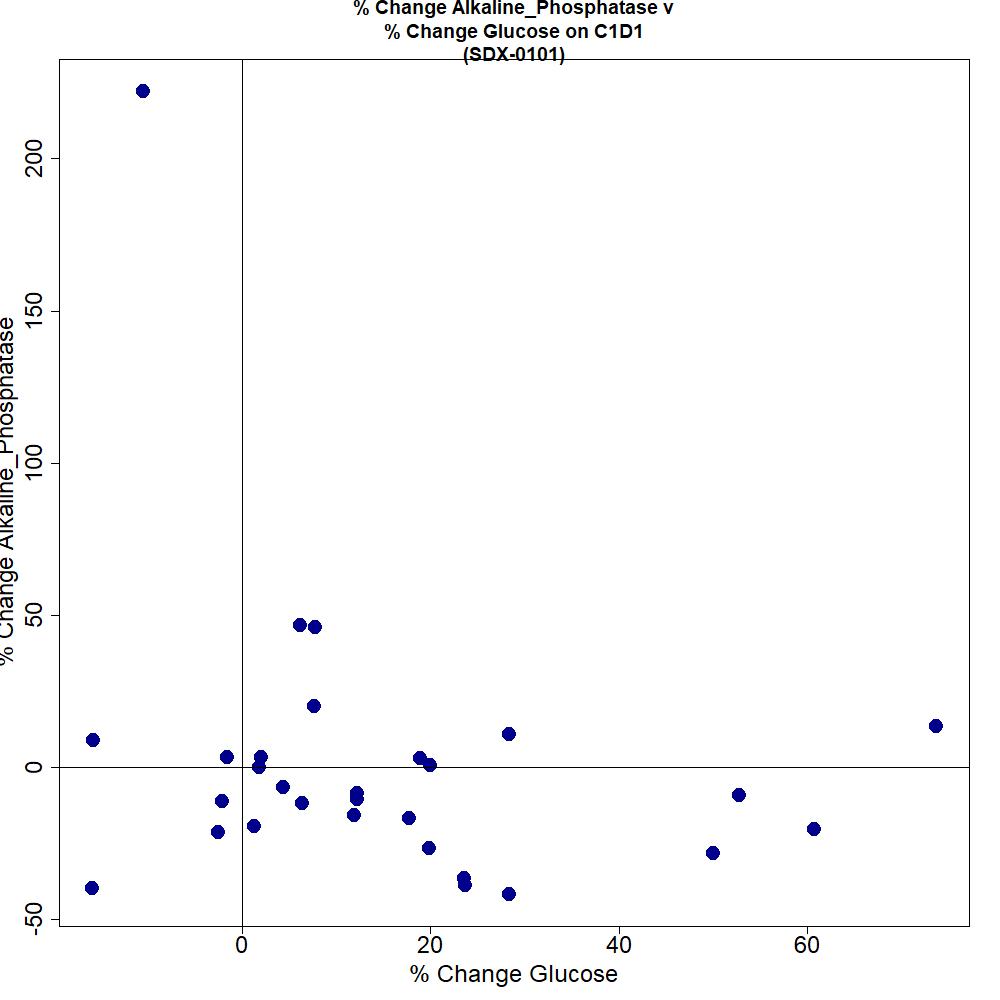 % Change Alkaline_Phosphatase v
% Change Glucose on C1D1
(SDX-0101)
% Change Alkaline_Phosphatase
200
150
100
50
0
-50
0
20
40
60
% Change Glucose